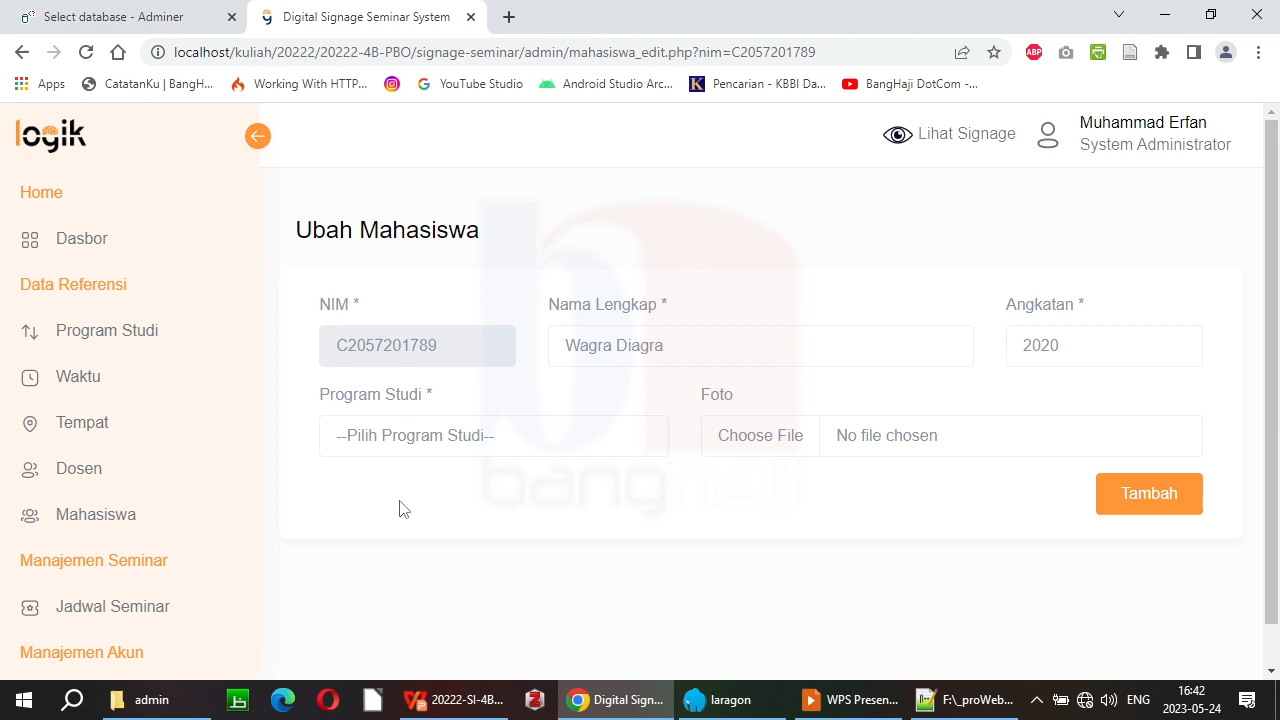 Select database - Adminer
Digital Signage Seminar System
localhost/kuliah/20222/20222-4B-PBO/signage-seminar/admin/mahasiswa_edit.php?nim=C2057201789
ABP
Apps
CatatanKu | BangH...
Working With HTTP...
YouTube Studio
Android Studio Arc...
Pencarian - KBBI Da...
BangHaji DotCom -...
logik
Lihat Signage
Muhammad Erfan
System Administrator
Home
Dasbor
Data Referensi
Program Studi
Waktu
Tempat
Dosen
Mahasiswa
Manajemen Seminar
Jadwal Seminar
Manajemen Akun
Ubah Mahasiswa
NIM *
Nama Lengkap *
Angkatan *
C2057201789
Wagra Diagra
2020
Program Studi *
Foto
--Pilih Program Studi--
Choose File
No file chosen
Tambah
banghaji
admin
20222-SI-4B...
Digital Sign...
laragon
WPS Presen...
F:\_proWeb...
ENG
16:42
2023-05-24